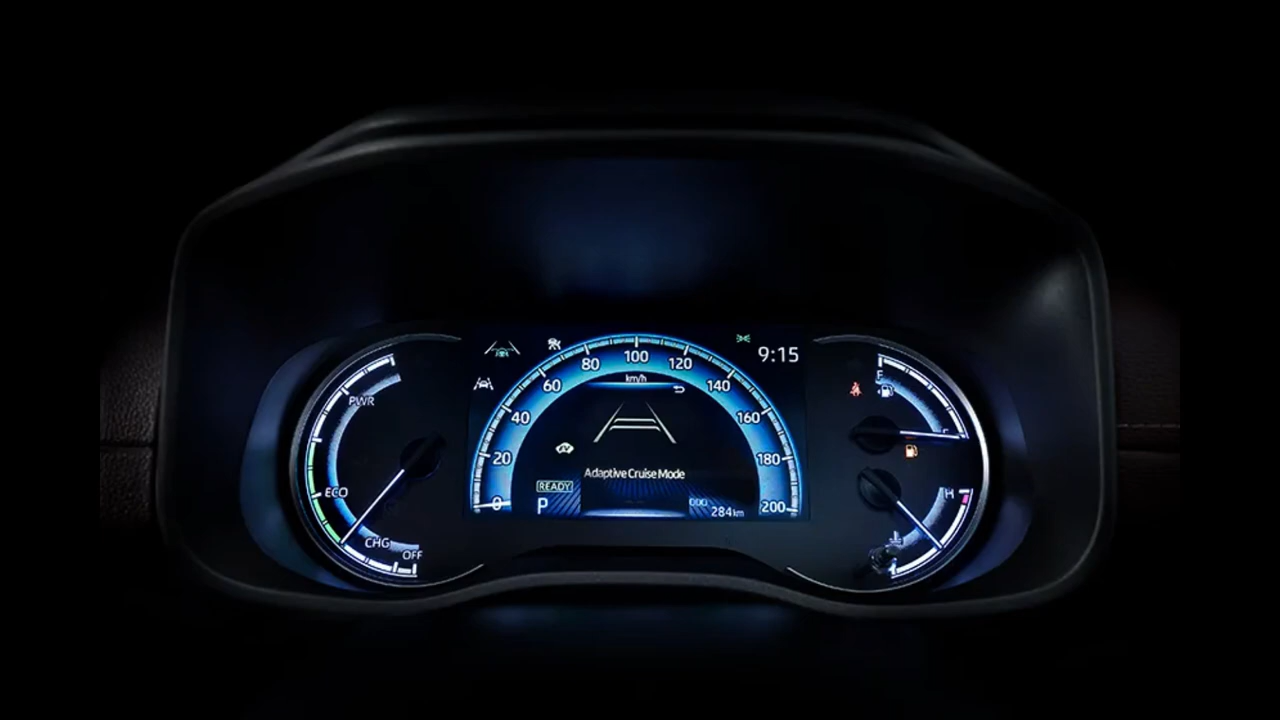 PWR
ECO
CHG
OFF
0
20
40
60
80
100
120
140
160
180
200
km/h
9:15
Adaptive Cruise Mode
READY
P
ODO
284km
F
E
H